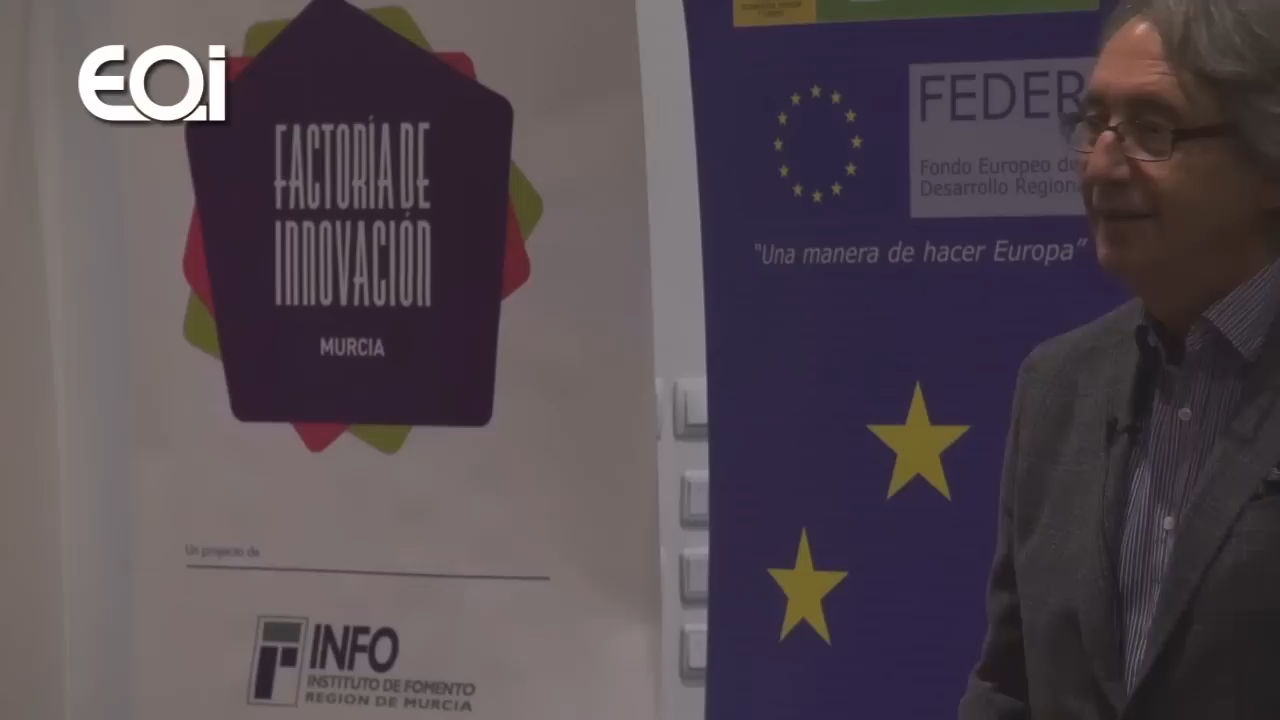 EOi
FACTORÍA DE
INNOVACIÓN
MURCIA
Un proyecto de
INFO
INSTITUTO DE FOMENTO
REGIÓN DE MURCIA
FEDER
Fondo Europeo de
Desarrollo Regional
"Una manera de hacer Europa”